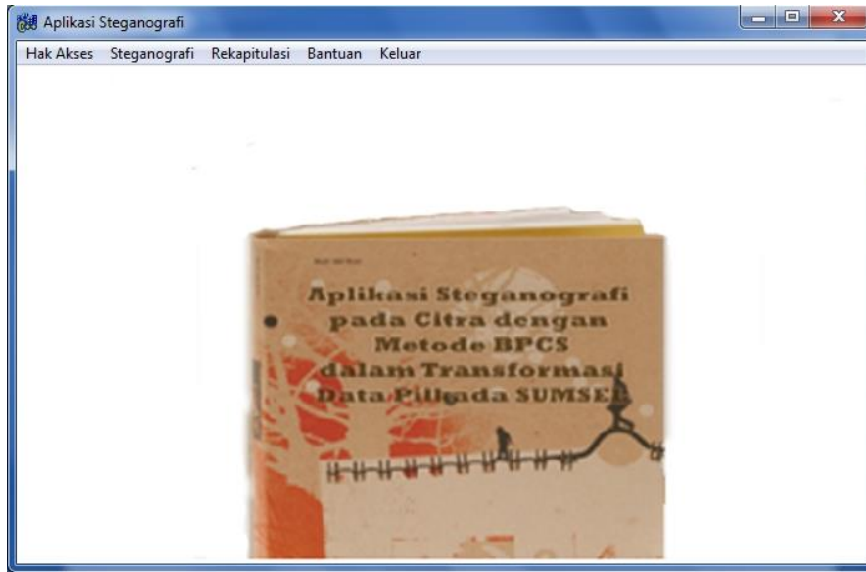 Aplikasi Steganografi
Hak Akses Steganografi Rekapitulasi Bantuan Keluar
Aplikasi Steganografi
pada Citra dengan
Metode BPCS
dalam Transformasi
Data Pilkada SUMSEL